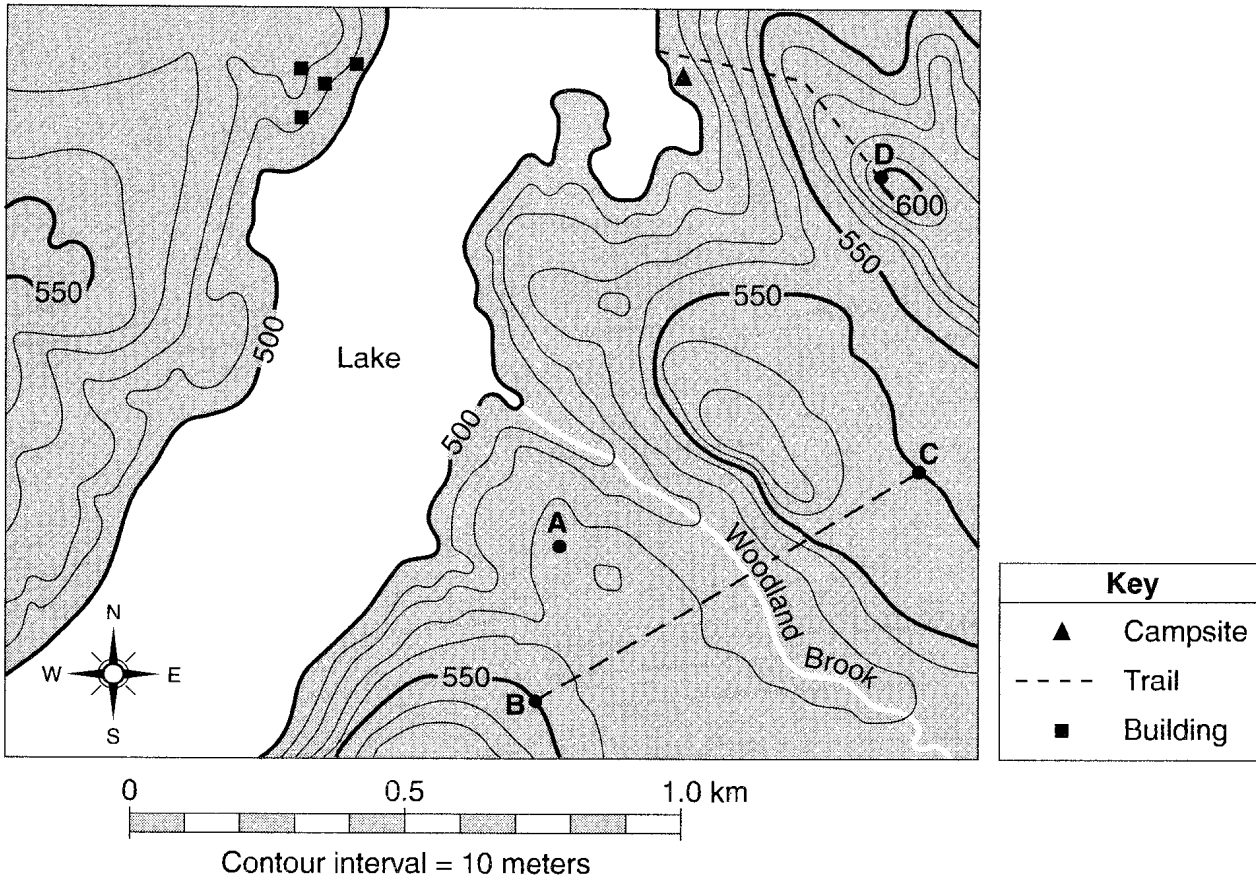 D
600
550
550
550
500
Lake
500
C
A
Woodland
Brook
550
B
N
W E
S
Key
Campsite
Trail
Building
0 0.5 1.0 km
Contour interval = 10 meters